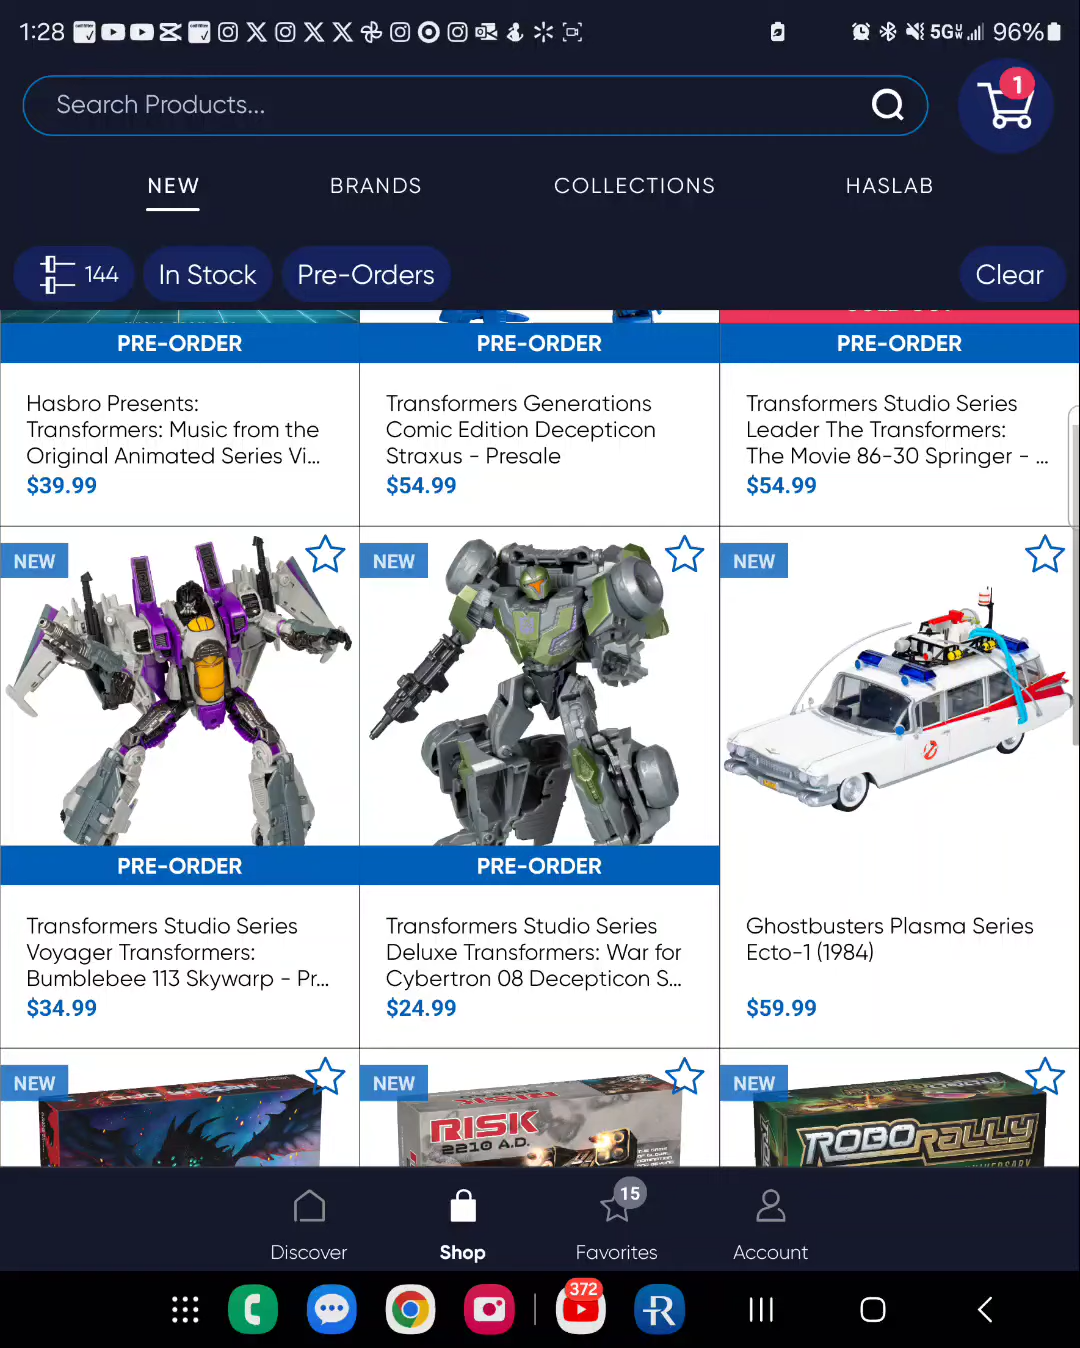 1:28
5G
96%
Search Products...
1
NEW
BRANDS
COLLECTIONS
HASLAB
144
In Stock
Pre-Orders
Clear
PRE-ORDER
PRE-ORDER
PRE-ORDER
Hasbro Presents:
Transformers: Music from the
Original Animated Series Vi...
$39.99
Transformers Generations
Comic Edition Decepticon
Straxus - Presale
$54.99
Transformers Studio Series
Leader The Transformers:
The Movie 86-30 Springer - ...
$54.99
NEW
NEW
NEW
PRE-ORDER
PRE-ORDER
Transformers Studio Series
Voyager Transformers:
Bumblebee 113 Skywarp - Pr...
$34.99
Transformers Studio Series
Deluxe Transformers: War for
Cybertron 08 Decepticon S...
$24.99
Ghostbusters Plasma Series
Ecto-1 (1984)
$59.99
NEW
NEW
NEW
RISK
2210 A.D.
ROBO RALLY
15
Discover
Shop
Favorites
Account
372
R